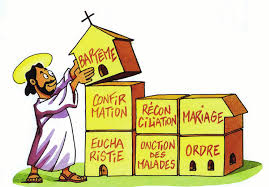 BAPTÊME
CONFIR
MATION
RÉCON
CILIATION
MARIAGE
EUCHA
RISTIE
ONCTION
DES
MALADES
ORDRE